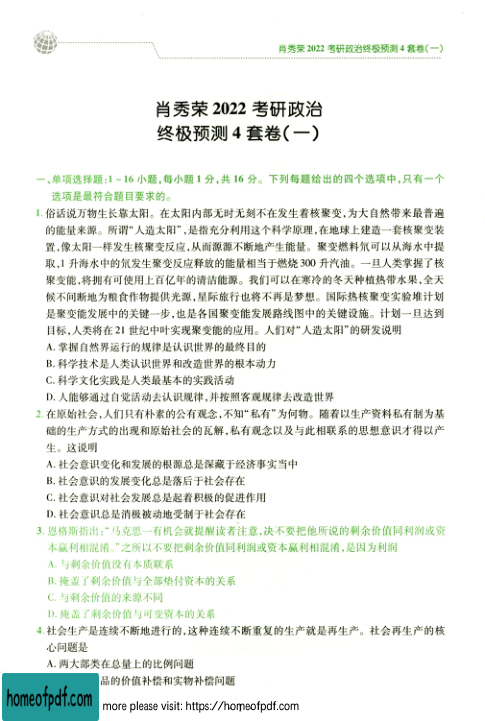 肖秀荣 2022 考研政治终极预测 4 套卷(一)
肖秀荣 2022 考研政治
终极预测 4 套卷(一)
一、单项选择题:1~16 小题,每小题 1 分,共 16 分。下列每题给出的四个选项中,只有一个
选项是最符合题目要求的。
1. 俗话说万物生长靠太阳。在太阳内部无时无刻不在发生着核聚变,为大自然带来最普遍
的能量来源。所谓“人造太阳”,是指充分利用这个科学原理,在地球上建造一套核聚变装
置,像太阳一样发生核聚变反应,从而源源不断地产生能量。聚变燃料氘可以从海水中提
取,1 升海水中的氘发生聚变反应释放的能量相当于燃烧 300 升汽油。一旦人类掌握了核
聚变能,将拥有可使用上百亿年的清洁能源。我们可以在寒冷的冬天种植热带水果,全天
候不间断地为粮食作物提供光源,星际旅行也将不再是梦想。国际热核聚变实验堆计划
是聚变能发展中的关键一步,也是各国聚变能发展路线图中的关键设施。计划一旦达到
目标,人类将在 21 世纪中叶实现聚变能的应用。人们对“人造太阳”的研发说明
A. 掌握自然界运行的规律是认识世界的最终目的
B. 科学技术是人类认识世界和改造世界的根本动力
C. 科学文化实践是人类最基本的实践活动
D. 人能够通过自觉活动去认识规律,并按照客观规律去改造世界
2. 在原始社会,人们只有朴素的公有观念,不知“私有”为何物。随着以生产资料私有制为基
础的生产方式的出现和原始社会的瓦解,私有观念以及与此相联系的思想意识才得以产
生。这说明
A. 社会意识变化和发展的根源总是深藏于经济事实当中
B. 社会意识的发展变化总是落后于社会存在
C. 社会意识对社会发展总是起着积极的促进作用
D. 社会意识总是消极被动地受制于社会存在
3. 恩格斯指出:“马克思一有机会就提醒读者注意,决不要把他所说的剩余价值同利润或资
本赢利相混淆。”之所以不要把剩余价值同利润或资本赢利相混淆,是因为利润
A. 与剩余价值没有本质联系
B. 掩盖了剩余价值与全部垫付资本的关系
C. 与剩余价值的来源不同
D. 掩盖了剩余价值与可变资本的关系
4. 社会生产是连续不断地进行的,这种连续不断重复的生产就是再生产。社会再生产的核
心问题是
A. 两大部类在总量上的比例问题
品的价值补偿和实物补偿问题
homeofpdf.com
more please visit: https://homeofpdf.com